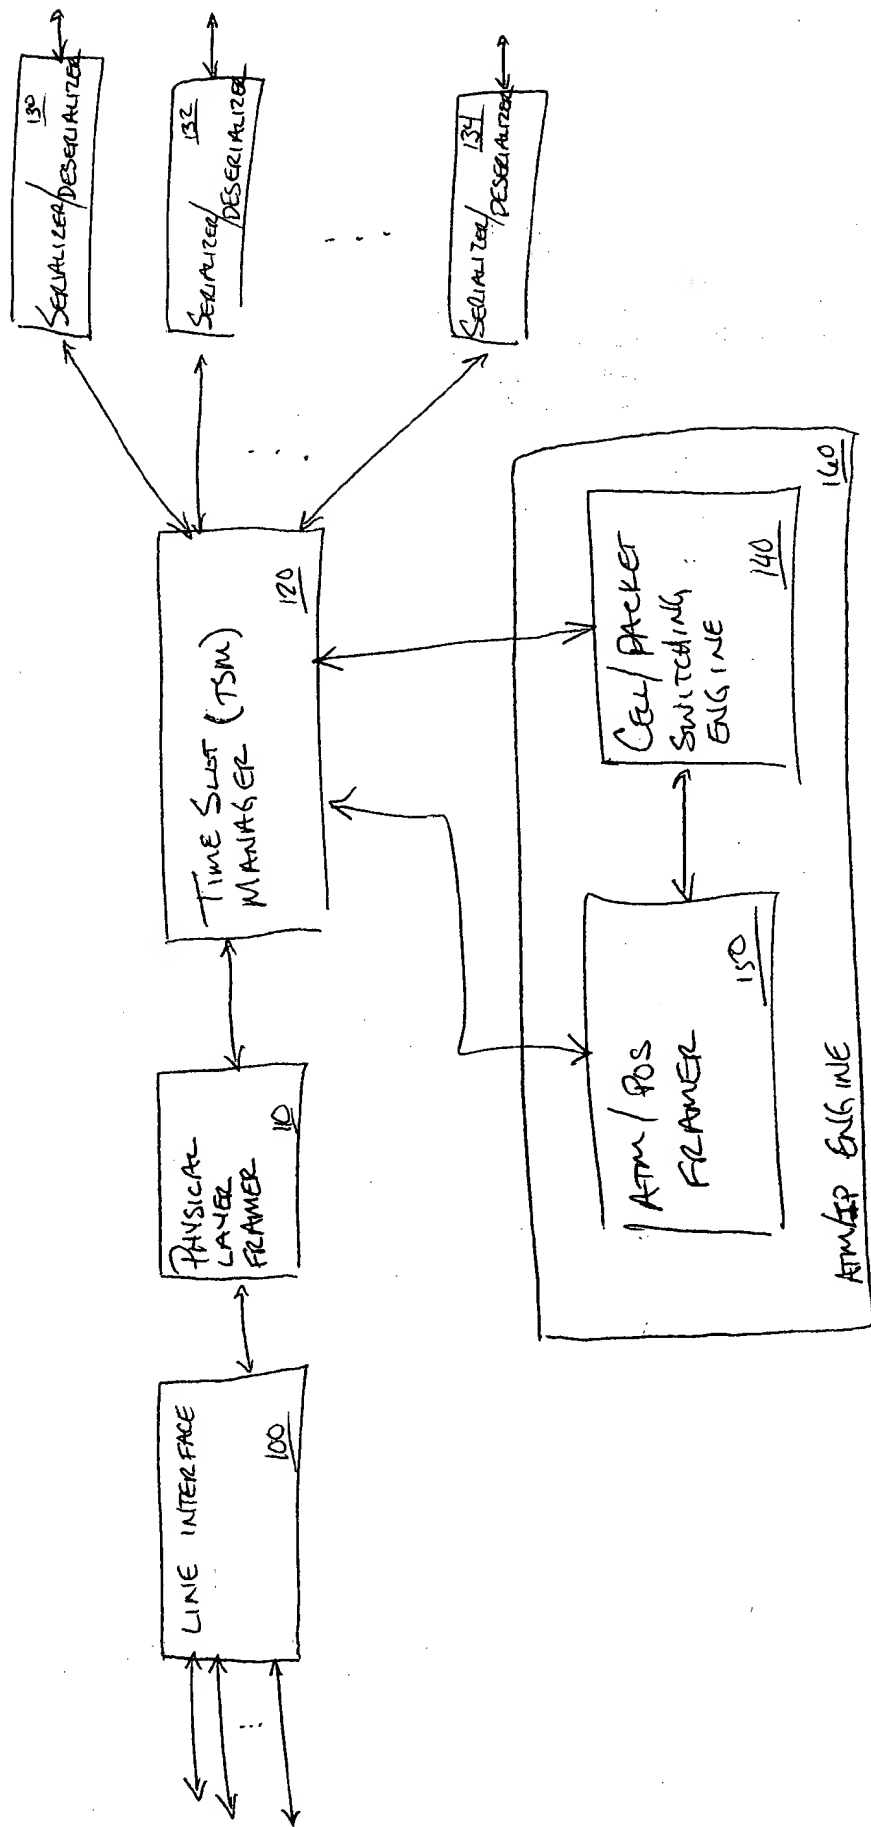 LINE INTERFACE
100
PHYSICAL
LAYER
FRAMER
110
TIME SLOT (TSM)
MANAGER
120
SERIALIZER/
DESERIALIZER
130
SERIALIZER/
DESERIALIZER
132
SERIALIZER/
DESERIALIZER
134
ATM/POS
FRAMER
150
CELL/PACKET
SWITCHING
ENGINE
140
ATM/IP ENGINE
160